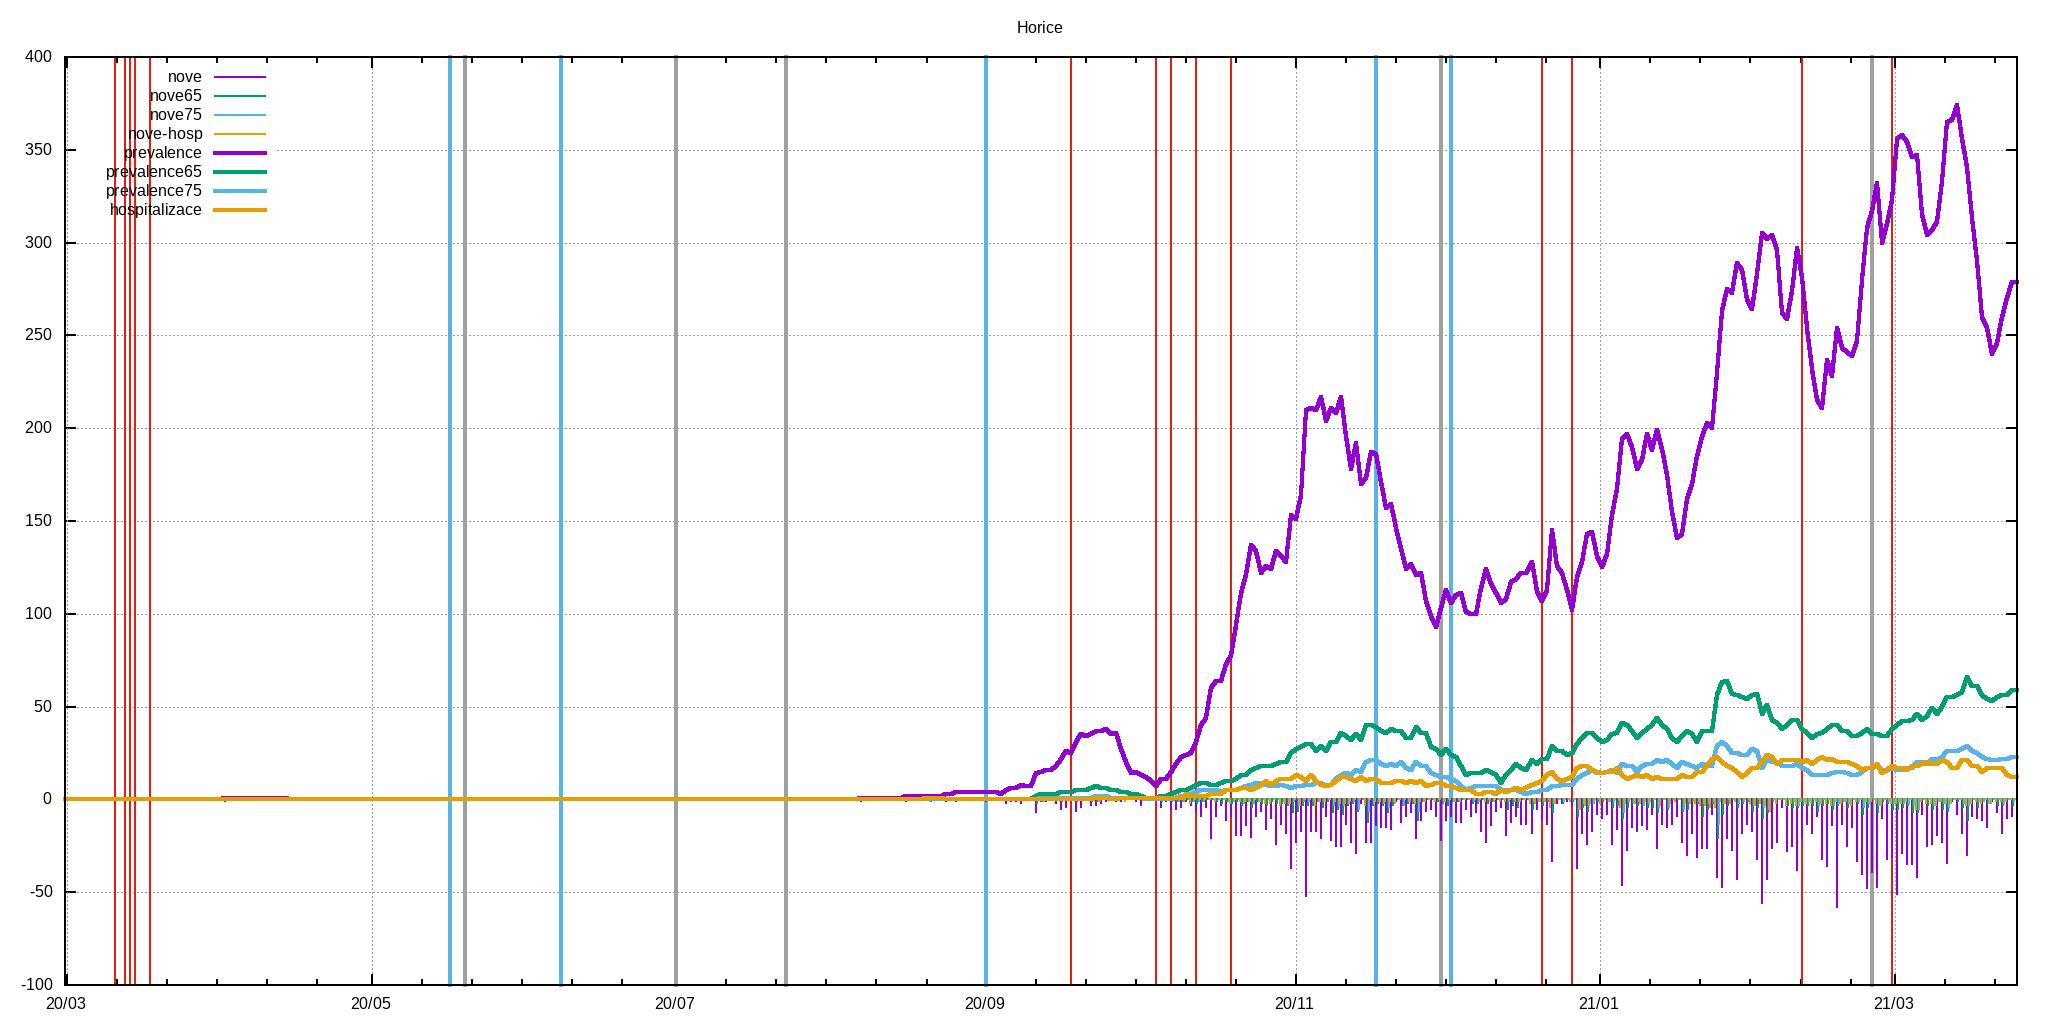 Horice
400
350
300
250
200
150
100
50
0
-50
-100
nove
nove65
nove75
nove-hosp
prevalence
prevalence65
prevalence75
hospitalizace
20/03 20/05 20/07 20/09 20/11 21/01 21/03